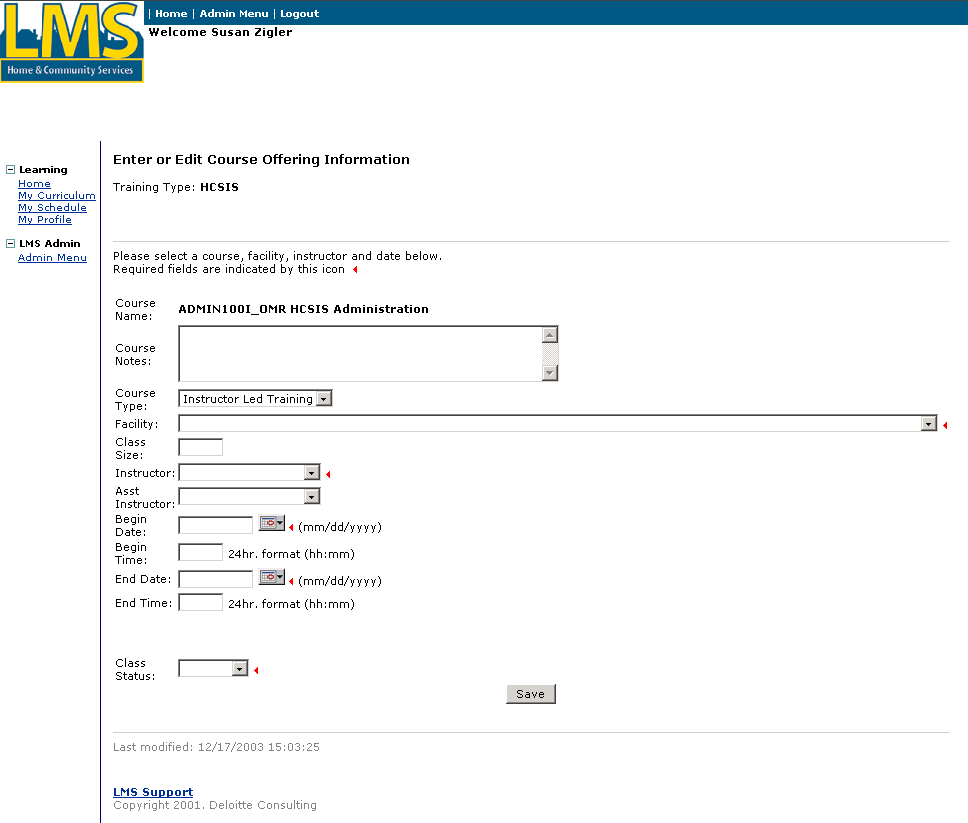 LMS
Home & Community Services
| Home | Admin Menu | Logout
Welcome Susan Zigler
Learning
Home
My Curriculum
My Schedule
My Profile
LMS Admin
Admin Menu
Enter or Edit Course Offering Information
Training Type: HCSIS
Please select a course, facility, instructor and date below.
Required fields are indicated by this icon
Course
Name:
ADMIN100I_OMR HCSIS Administration
Course
Notes:
Course
Type:
Instructor Led Training
Facility:
Class
Size:
Instructor:
Asst
Instructor:
Begin
Date:
(mm/dd/yyyy)
Begin
Time:
24hr. format (hh:mm)
End Date:
(mm/dd/yyyy)
End Time:
24hr. format (hh:mm)
Class
Status:
Save
Last modified: 12/17/2003 15:03:25
LMS Support
Copyright 2001. Deloitte Consulting